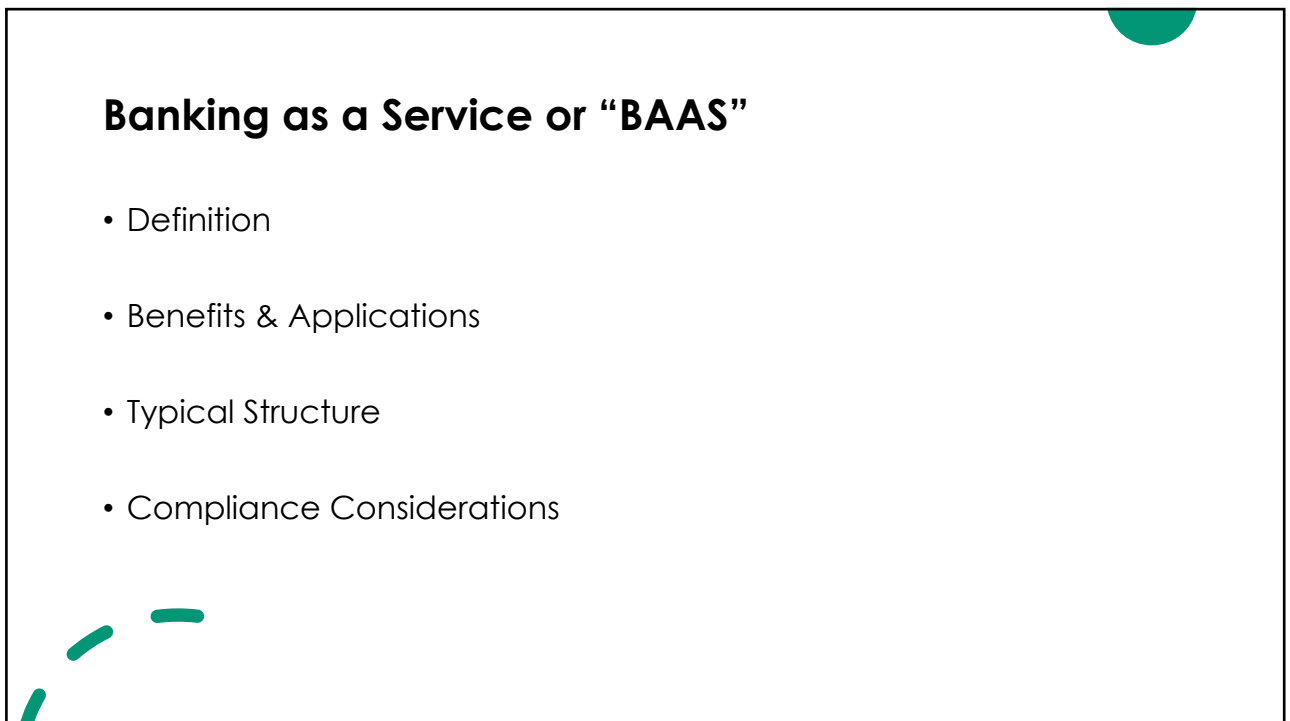 Banking as a Service or “BAAS”
• Definition
• Benefits & Applications
• Typical Structure
• Compliance Considerations